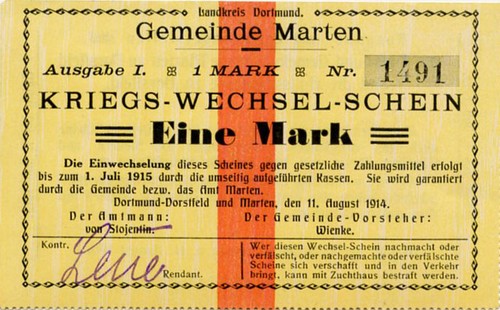 Landkreis Dortmund.
Gemeinde Marten
Ausgabe I. 1 MARK Nr. 1491
KRIEGS-WECHSEL-SCHEIN
Eine Mark
Die Einwechselung dieses Scheines gegen gesetzliche Zahlungsmittel erfolgt
bis zum 1. Juli 1915 durch die umseitig aufgeführten Kassen. Sie wird garantiert
durch die Gemeinde bezw. das Amt Marten.
Dortmund-Dorstfeld und Marten, den 11. August 1914.
Der Amtmann: Der Gemeinde-Vorsteher:
von Stojentin. Wienke.
Kontr.
Rendant.
Wer diesen Wechsel-Schein nachmacht oder
verfälscht, oder nachgemachte oder verfälschte
Scheine sich verschafft und in den Verkehr
bringt, kann mit Zuchthaus bestraft werden.